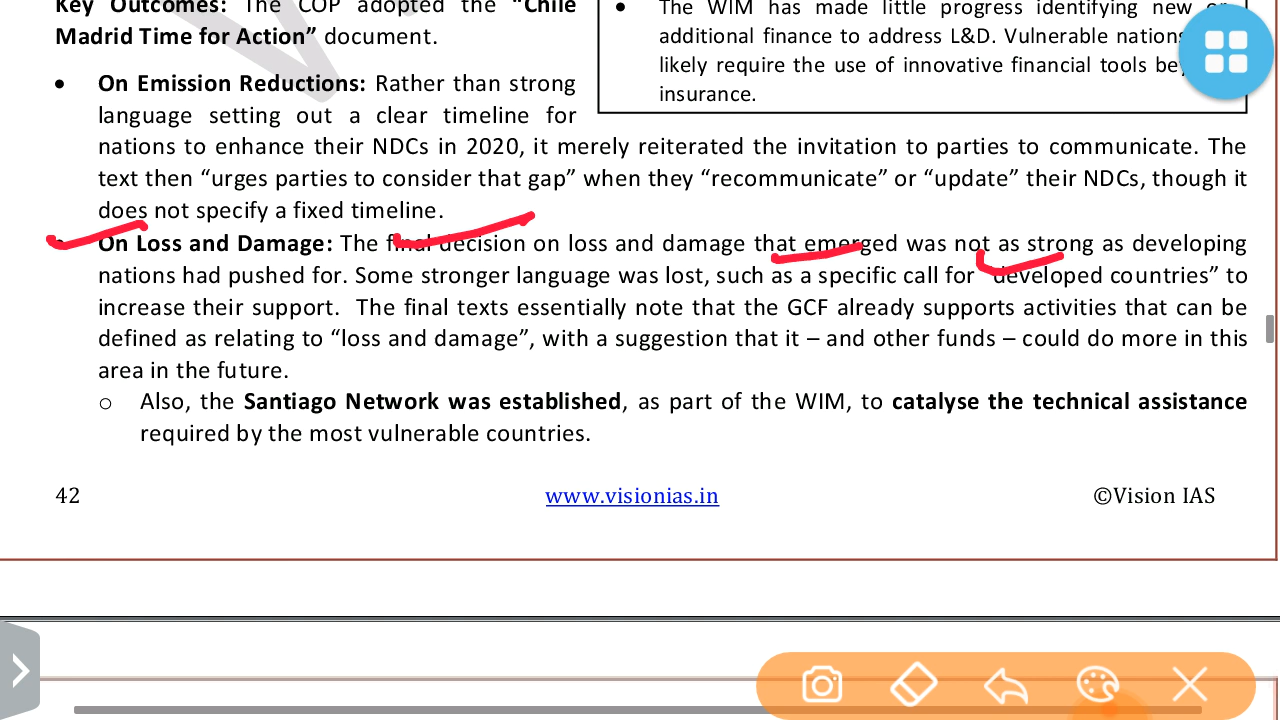 Key Outcomes: The COP adopted the “Chile
Madrid Time for Action” document.
• The WIM has made little progress identifying new or
additional finance to address L&D. Vulnerable nations
likely require the use of innovative financial tools
insurance.
• On Emission Reductions: Rather than strong
language setting out a clear timeline for
nations to enhance their NDCs in 2020, it merely reiterated the invitation to parties to communicate. The
text then “urges parties to consider that gap” when they “recommunicate” or “update” their NDCs, though it
does not specify a fixed timeline.
• On Loss and Damage: The final decision on loss and damage that emerged was not as strong as developing
nations had pushed for. Some stronger language was lost, such as a specific call for “developed countries” to
increase their support. The final texts essentially note that the GCF already supports activities that can be
defined as relating to “loss and damage”, with a suggestion that it – and other funds – could do more in this
area in the future.
o Also, the Santiago Network was established, as part of the WIM, to catalyse the technical assistance
required by the most vulnerable countries.
42 www.visionias.in ©Vision IAS